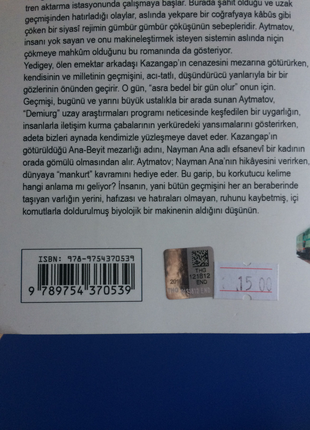 tren aktarma istasyonunda çalışmaya başlar. Burada şahit olduğu ve uzak
geçmişinden hatırladığı olaylar, aslında yekpare bir coğrafyaya kâbûs gibi
çöken bir siyasî rejimin gümbür gümbür çöküşünün sebepleridir. Aytmatov,
insanı yok sayan ve onu makineleştirmek isteyen sistemin aslında niçin
çökmeye mahkûm olduğunu bu romanında da gösteriyor.
Yedigey, ölen emektar arkadaşı Kazangap'ın cenazesini mezarına götürürken,
kendisinin ve milletinin geçmişini, acı-tatlı, düşündürücü yanlarıyla bir bir
gözlerinin önünden geçirir. O gün, "asra bedel bir gün olur" onun için.
Geçmişi, bugünü ve yarını büyük ustalıkla bir arada sunan Aytmatov,
"Demiurg" uzay araştırmaları programı neticesinde keşfedilen bir uygarlığın,
insanlarla iletişim kurma çabalarının yerküredeki yansımalarını gösterirken,
adeta bizleri aynada kendimizle yüzleşmeye davet eder. Kazangap'ın
götürüldüğü Ana-Beyit mezarlığı adını, Nayman Ana adlı efsanevî bir kadının
orada gömülü olmasından alır. Aytmatov; Nayman Ana'nın hikâyesini verirken,
dünyaya "mankurt" kavramını hediye eder. Bu garip, bu korkutucu kelime
hangi anlama mı geliyor? İnsanın, yani bütün geçmişini her an beraberinde
taşıyan varlığın yerini, hafızası ve hatıraları olmayan, ruhunu kaybetmiş, içi
komutlarla doldurulmuş biyolojik bir makinenin aldığını düşünün.
ISBN: 978-9754370539
9 789754 370539
15.00